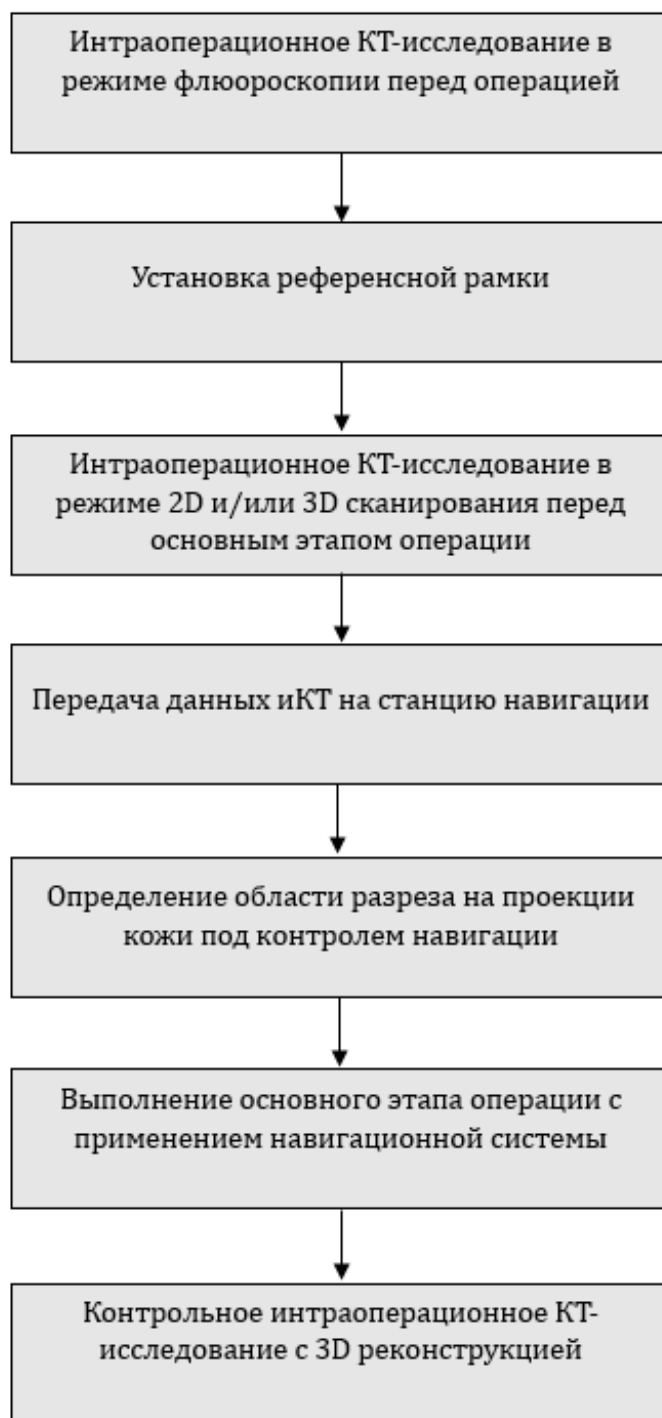 Интраоперационное КТ-исследование в
режиме флюороскопии перед операцией
Установка референсной рамки
Интраоперационное КТ-исследование в
режиме 2D и/или 3D сканирования перед
основным этапом операции
Передача данных иКТ на станцию навигации
Определение области разреза на проекции
кожи под контролем навигации
Выполнение основного этапа операции с
применением навигационной системы
Контрольное интраоперационное КТ-
исследование с 3D реконструкцией